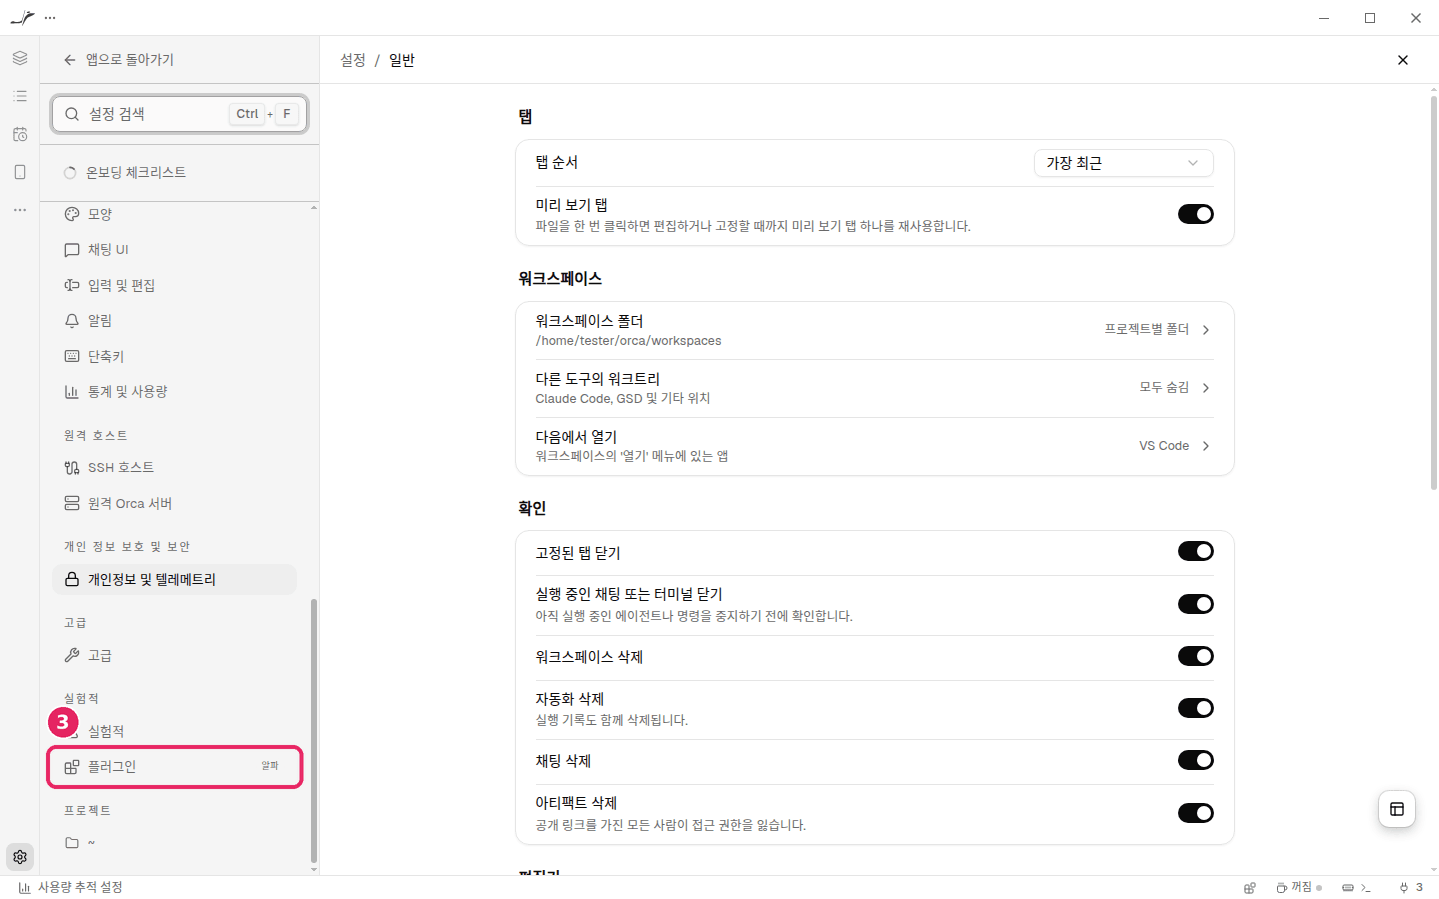 앱으로 돌아가기
설정 / 일반
설정 검색
Ctrl + F
온보딩 체크리스트
모양
채팅 UI
입력 및 편집
알림
단축키
통계 및 사용량
원격 호스트
SSH 호스트
원격 Orca 서버
개인 정보 보호 및 보안
개인정보 및 텔레메트리
고급
고급
실험적
3
실험적
플러그인
알파
프로젝트
~
탭
탭 순서
가장 최근
미리 보기 탭
파일을 한 번 클릭하면 편집하거나 고정할 때까지 미리 보기 탭 하나를 재사용합니다.
워크스페이스
워크스페이스 폴더
/home/tester/orca/workspaces
프로젝트별 폴더
다른 도구의 워크트리
Claude Code, GSD 및 기타 위치
모두 숨김
다음에서 열기
워크스페이스의 '열기' 메뉴에 있는 앱
VS Code
확인
고정된 탭 닫기
실행 중인 채팅 또는 터미널 닫기
아직 실행 중인 에이전트나 명령을 중지하기 전에 확인합니다.
워크스페이스 삭제
자동화 삭제
실행 기록도 함께 삭제됩니다.
채팅 삭제
아티팩트 삭제
공개 링크를 가진 모든 사람이 접근 권한을 잃습니다.
사용량 추적 설정
꺼짐
3